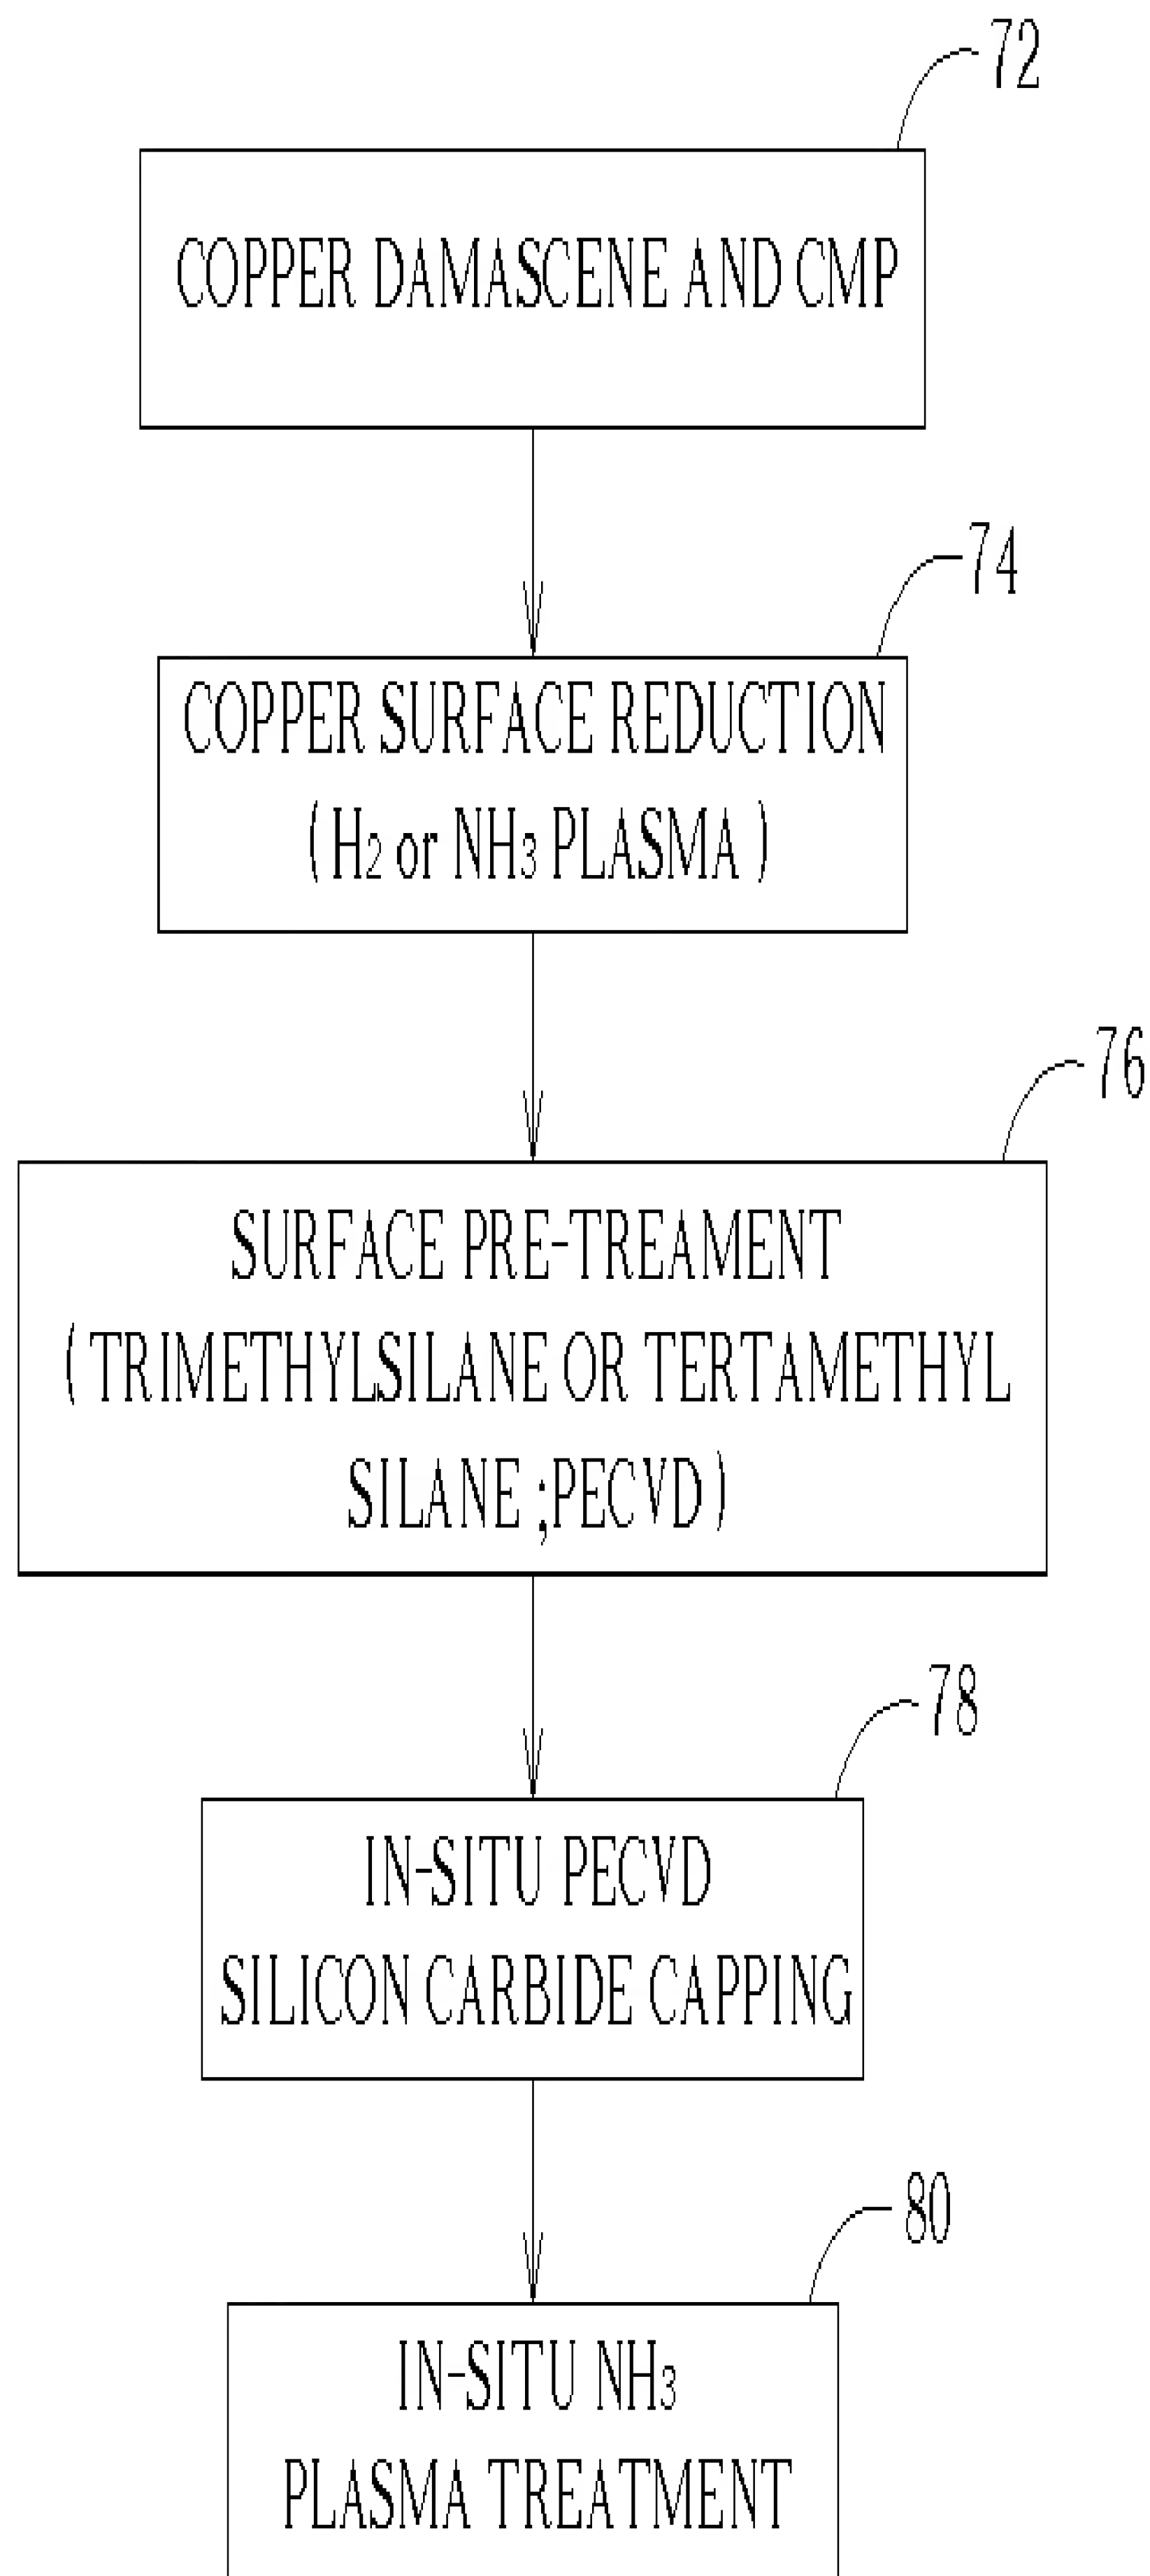 72
COPPER DAMASCENE AND CMP
74
COPPER SURFACE REDUCTION
(H2 or NH3 PLASMA)
76
SURFACE PRE-TREAMENT
(TRIMETHYLSILANE OR TERTAMETHYL
SILANE ;PECVD)
78
IN-SITU PECVD
SILICON CARBIDE CAPPING
80
IN-SITU NH3
PLASMA TREATMENT